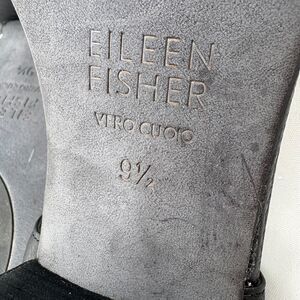 EILEEN
FISHER
VERO CUOIO
9½